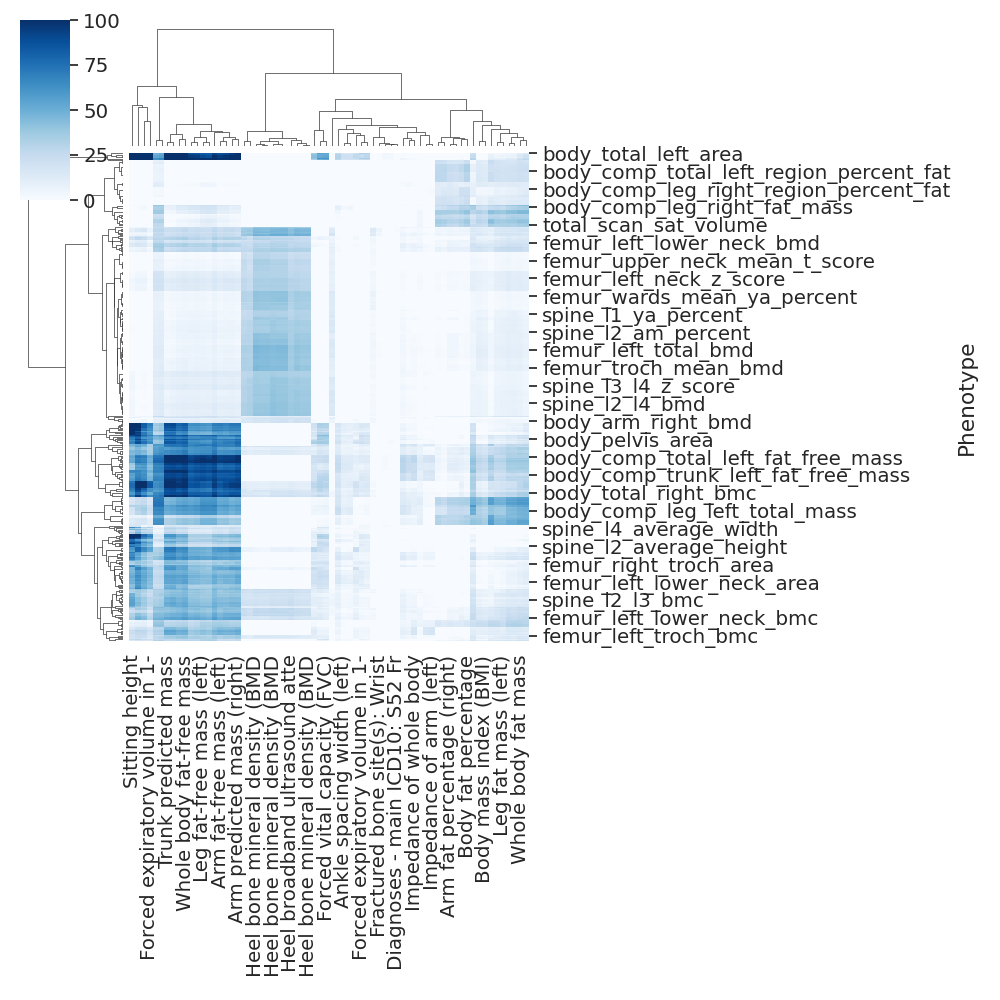 100
75
50
25
0
body_total_left_area
body_comp_total_left_region_percent_fat
body_comp_leg_right_region_percent_fat
body_comp_leg_right_fat_mass
total_scan_sat_volume
femur_left_lower_neck_bmd
femur_upper_neck_mean_t_score
femur_left_neck_z_score
femur_wards_mean_ya_percent
spine_l1_ya_percent
spine_l2_am_percent
femur_left_total_bmd
femur_troch_mean_bmd
spine_l3_l4_z_score
spine_l2_l4_bmd
body_arm_right_bmd
body_pelvis_area
body_comp_total_left_fat_free_mass
body_comp_trunk_left_fat_free_mass
body_total_right_bmc
body_comp_leg_left_total_mass
spine_l4_average_width
spine_l2_average_height
femur_right_troch_area
femur_left_lower_neck_area
spine_l2_l3_bmc
femur_left_lower_neck_bmc
femur_left_troch_bmc
Phenotype
Sitting height
Forced expiratory volume in 1-
Trunk predicted mass
Whole body fat-free mass
Leg fat-free mass (left)
Arm fat-free mass (left)
Arm predicted mass (right)
Heel bone mineral density (BMD
Heel bone mineral density (BMD
Heel broadband ultrasound atte
Heel bone mineral density (BMD
Forced vital capacity (FVC)
Ankle spacing width (left)
Forced expiratory volume in 1-
Fractured bone site(s): Wrist
Diagnoses - main ICD10: S52 Fr
Impedance of whole body
Impedance of arm (left)
Arm fat percentage (right)
Body fat percentage
Body mass index (BMI)
Leg fat mass (left)
Whole body fat mass